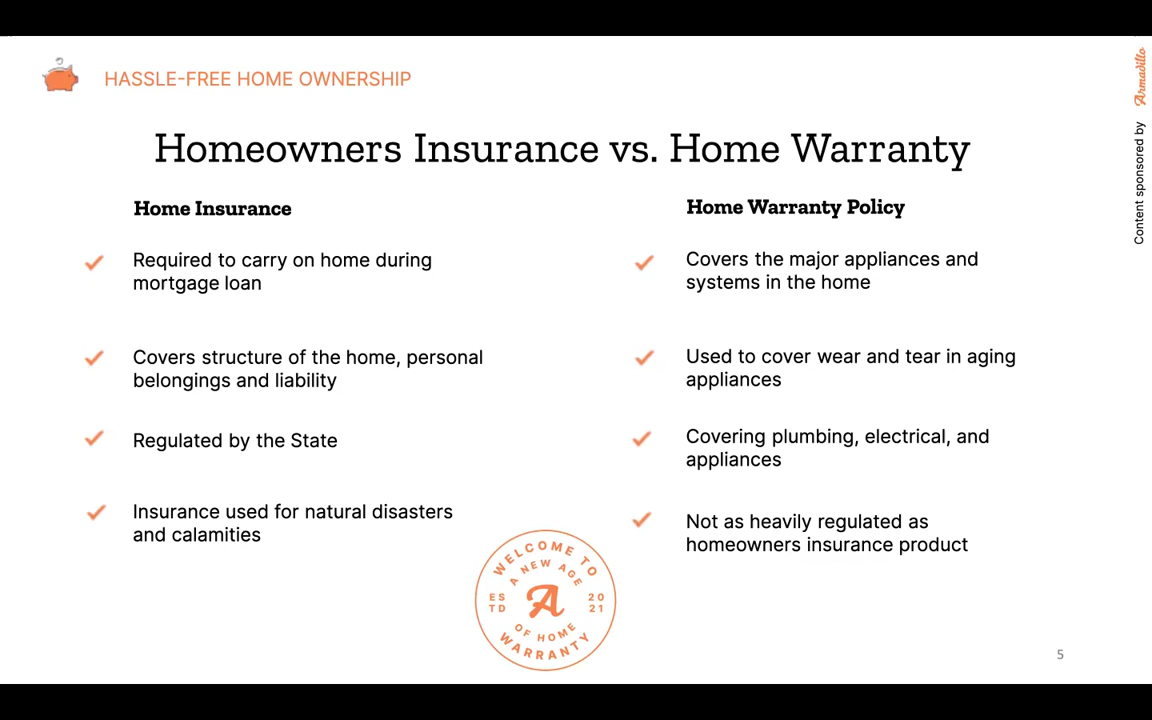 HASSLE-FREE HOME OWNERSHIP
Content sponsored by Armadillo
Homeowners Insurance vs. Home Warranty
Home Insurance
Required to carry on home during
mortgage loan
Covers structure of the home, personal
belongings and liability
Regulated by the State
Insurance used for natural disasters
and calamities
Home Warranty Policy
Covers the major appliances and
systems in the home
Used to cover wear and tear in aging
appliances
Covering plumbing, electrical, and
appliances
Not as heavily regulated as
homeowners insurance product
WELCOME TO
A NEW AGE
ES
TD
A
20
21
OF HOME
WARRANTY
5